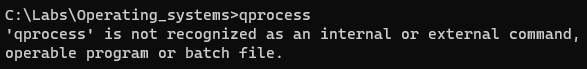 C:\Labs\Operating_systems>qprocess
'qprocess' is not recognized as an internal or external command,
operable program or batch file.